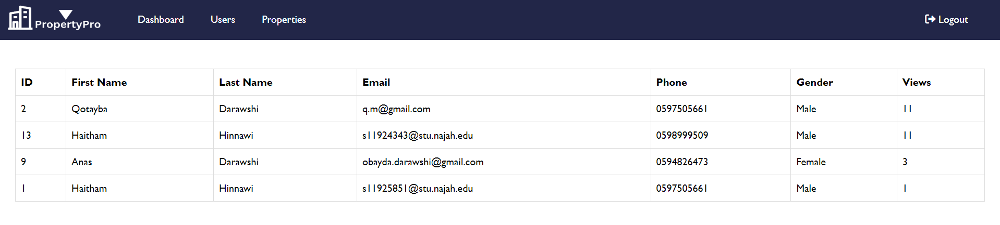 PropertyPro Dashboard Users Properties Logout
ID First Name Last Name Email Phone Gender Views
2 Qotayba Darawshi q.m@gmail.com 059750566​1 Male 11
13 Haitham Hinnawi s11924343@stu.najah.edu 0598999509 Male 11
9 Anas Darawshi obayda.darawshi@gmail.com 0594826473 Female 3
1 Haitham Hinnawi s11925851@stu.najah.edu 0597505661 Male 1